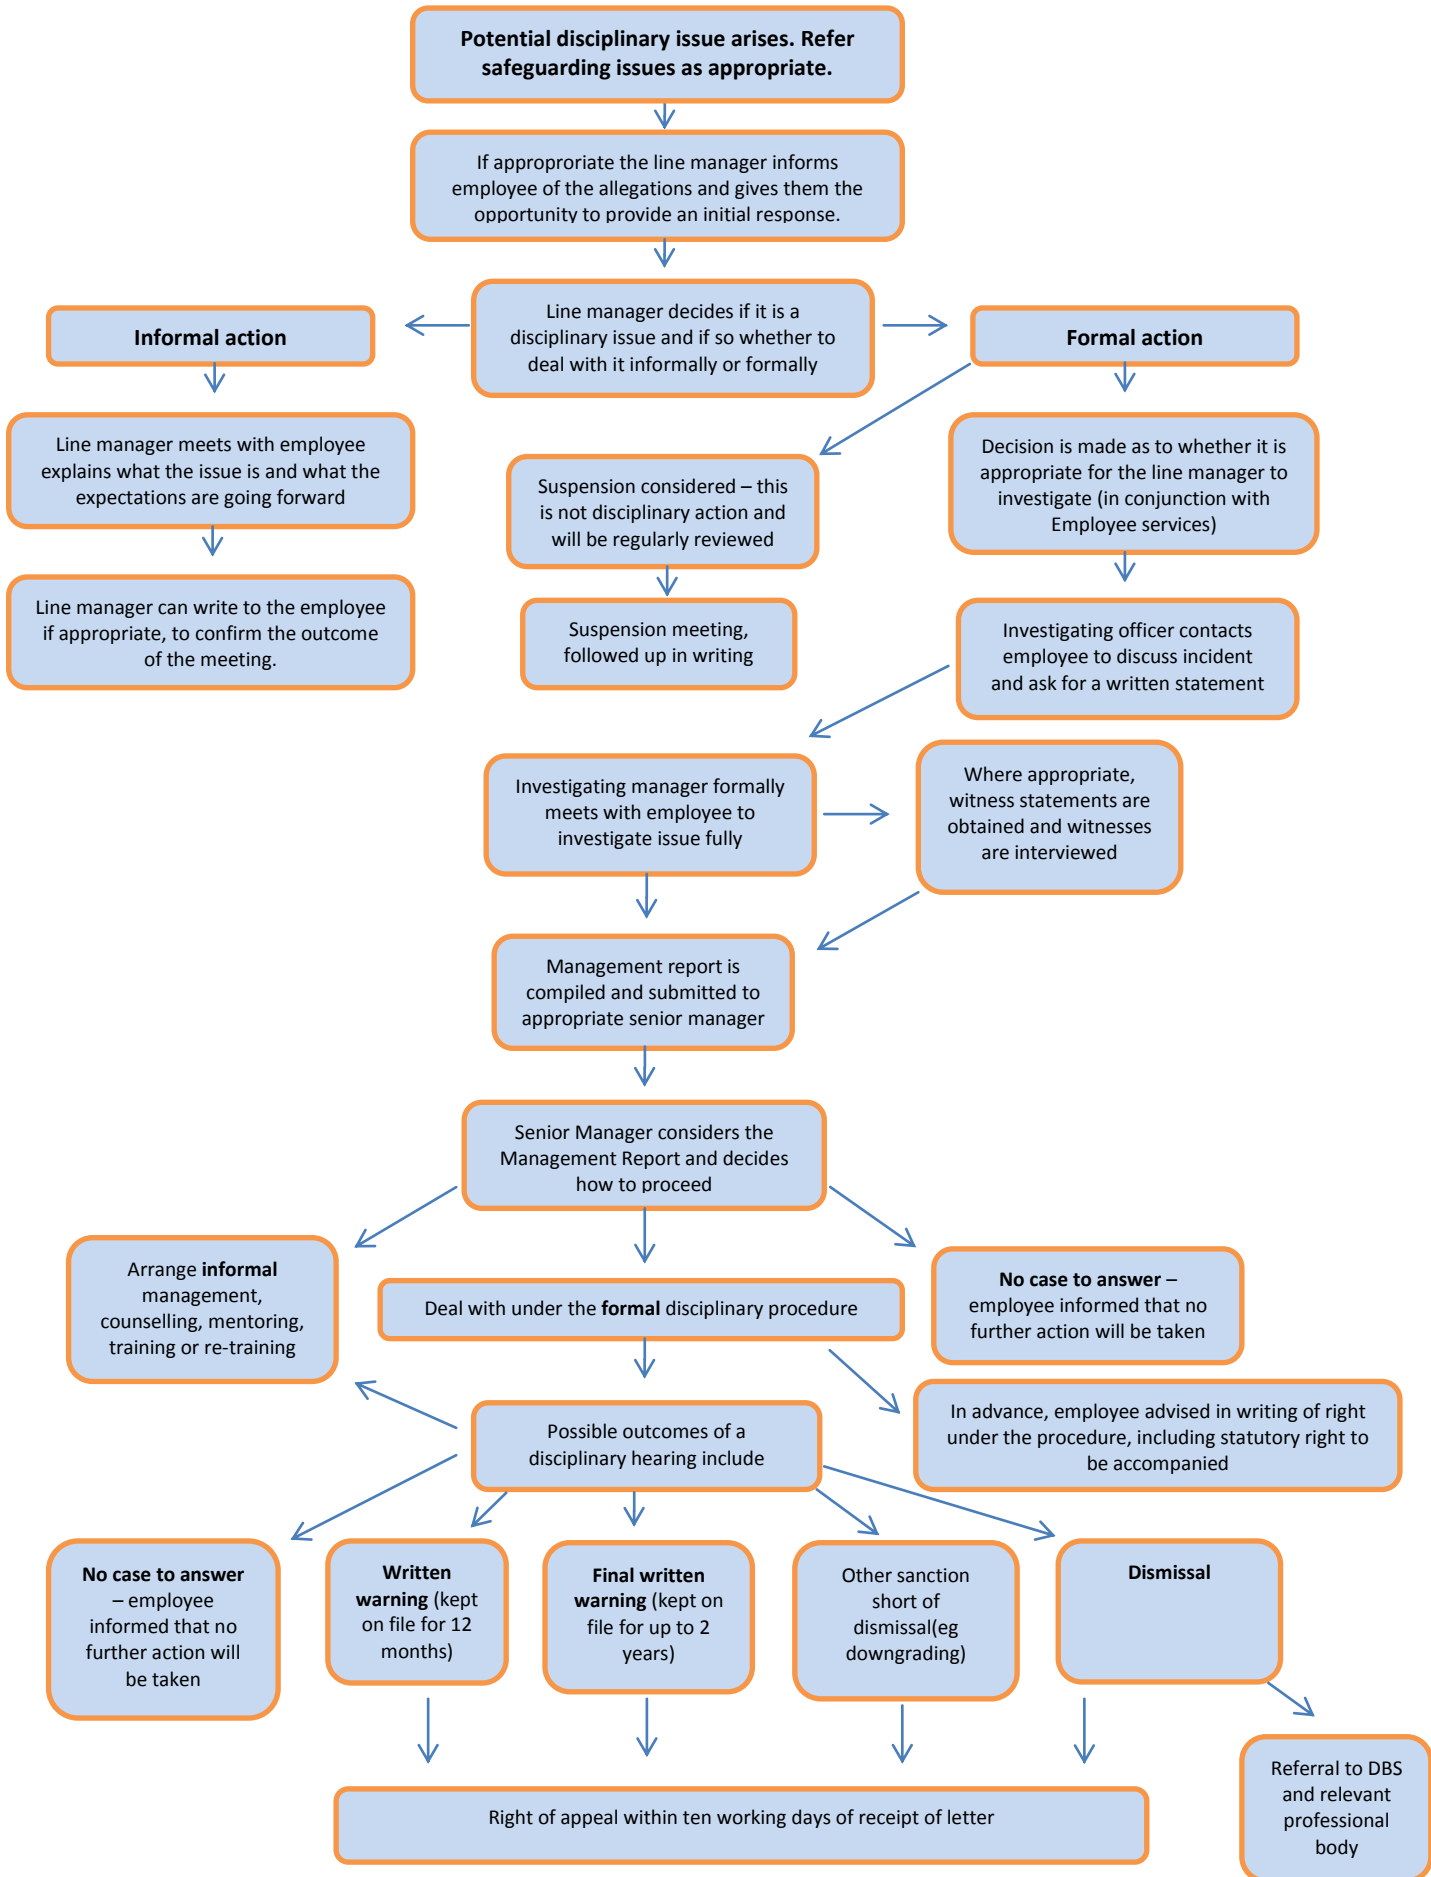 Potential disciplinary issue arises. Refer
safeguarding issues as appropriate.
If approproriate the line manager informs
employee of the allegations and gives them the
opportunity to provide an initial response.
Line manager decides if it is a
disciplinary issue and if so whether to
deal with it informally or formally
Informal action
Formal action
Line manager meets with employee
explains what the issue is and what the
expectations are going forward
Suspension considered – this
is not disciplinary action and
will be regularly reviewed
Decision is made as to whether it is
appropriate for the line manager to
investigate (in conjunction with
Employee services)
Line manager can write to the employee
if appropriate, to confirm the outcome
of the meeting.
Suspension meeting,
followed up in writing
Investigating officer contacts
employee to discuss incident
and ask for a written statement
Investigating manager formally
meets with employee to
investigate issue fully
Where appropriate,
witness statements are
obtained and witnesses
are interviewed
Management report is
compiled and submitted to
appropriate senior manager
Senior Manager considers the
Management Report and decides
how to proceed
Arrange informal
management,
counselling, mentoring,
training or re-training
Deal with under the formal disciplinary procedure
No case to answer –
employee informed that no
further action will be taken
In advance, employee advised in writing of right
under the procedure, including statutory right to
be accompanied
Possible outcomes of a
disciplinary hearing include
No case to answer
– employee
informed that no
further action will
be taken
Written
warning (kept
on file for 12
months)
Final written
warning (kept on
file for up to 2
years)
Other sanction
short of
dismissal(eg
downgrading)
Dismissal
Right of appeal within ten working days of receipt of letter
Referral to DBS
and relevant
professional
body